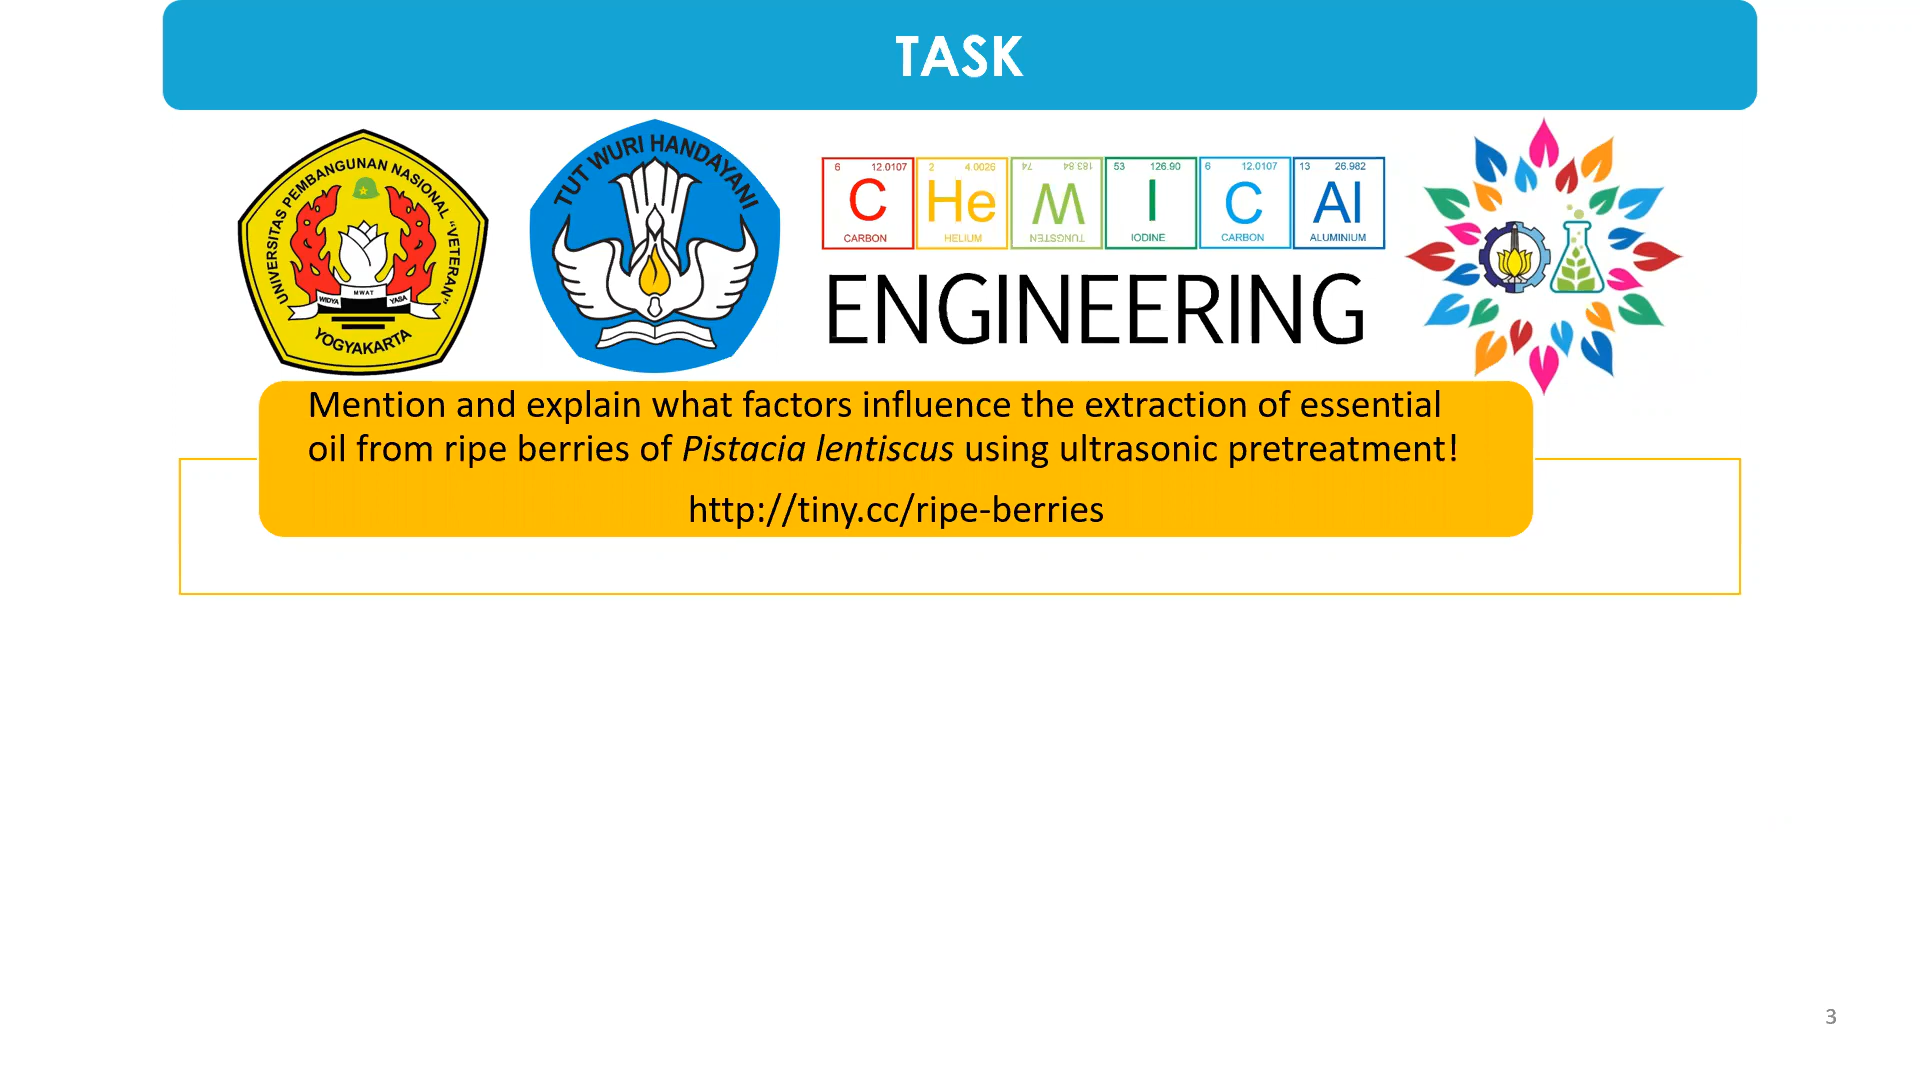 TASK
UNIVERSITAS PEMBANGUNAN NASIONAL “VETERAN”
WIDYA MWAT YASA
YOGYAKARTA
TUT WURI HANDAYANI
6 12.0107 2 4.0026 74 183.84 53 126.90 6 12.0107 13 26.982
C He W I C Al
CARBON HELIUM TUNGSTEN IODINE CARBON ALUMINIUM
ENGINEERING
Mention and explain what factors influence the extraction of essential
oil from ripe berries of Pistacia lentiscus using ultrasonic pretreatment!
http://tiny.cc/ripe-berries
3